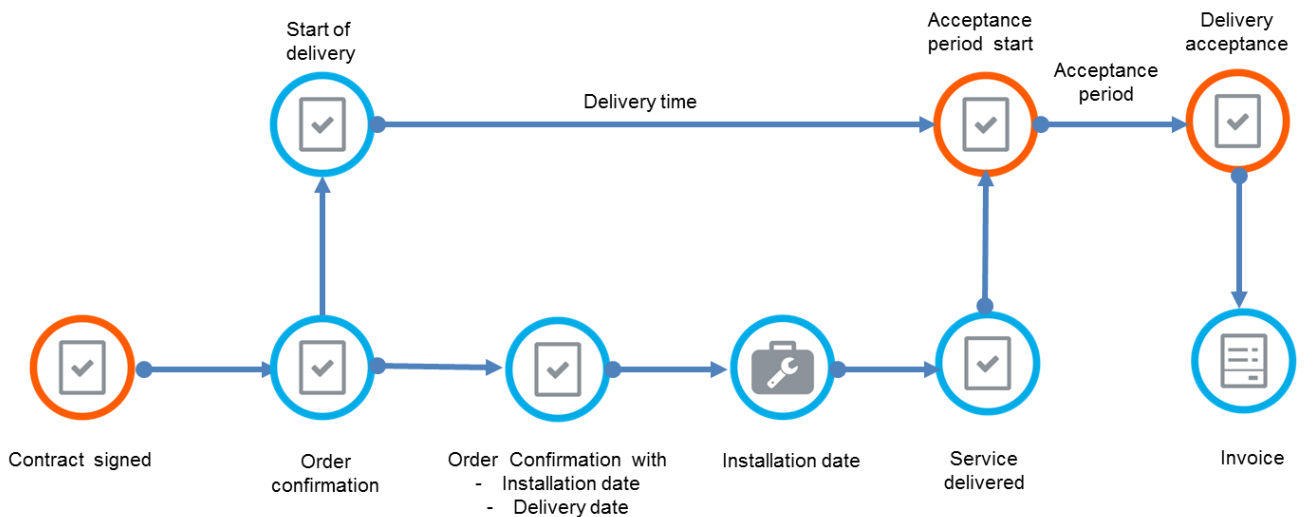 Start of
delivery
Acceptance
period start
Delivery
acceptance
Delivery time
Acceptance
period
Contract signed
Order
confirmation
Order Confirmation with
- Installation date
- Delivery date
Installation date
Service
delivered
Invoice